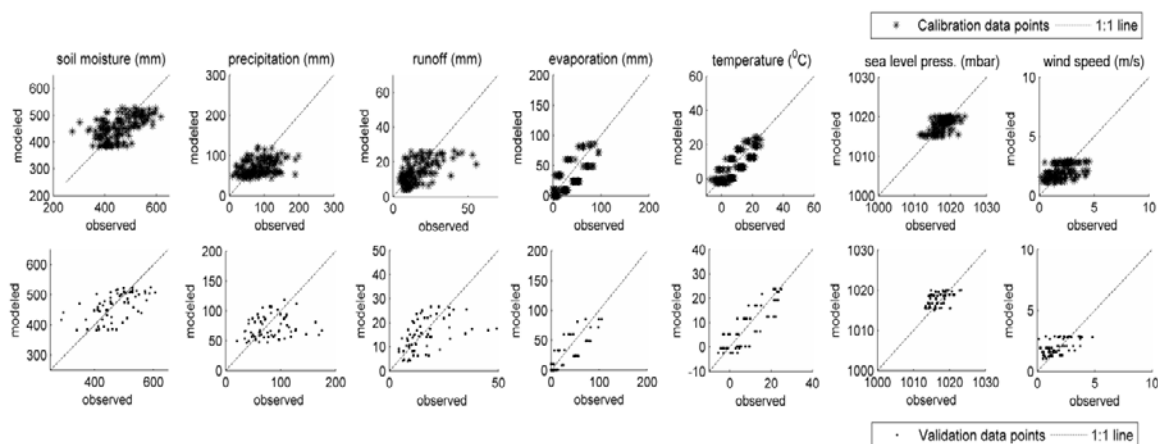 Calibration data points 1:1 line
soil moisture (mm) precipitation (mm) runoff (mm) evaporation (mm) temperature (⁰C) sea level press. (mbar) wind speed (m/s)
modeled modeled modeled modeled modeled modeled modeled
600 300 60 200 60 1030 10
500 200 40 150 40 1020 5
400 100 20 100 20 1010 0
300 0 0 50 0 1000
200 0
200 400 600 0 100 200 300 0 50 0 100 200 0 20 40 60 1000 1010 1020 1030 0 5 10
observed observed observed observed observed observed observed
modeled modeled modeled modeled modeled modeled modeled
600 200 50 200 40 1030 10
500 150 40 150 30 1020 5
400 100 30 100 20 1010 0
300 50 20 50 10 1000
0 10 0 0
0 -10
400 600 0 100 200 0 50 0 100 200 0 20 40 1000 1010 1020 1030 0 5 10
observed observed observed observed observed observed observed
Validation data points 1:1 line